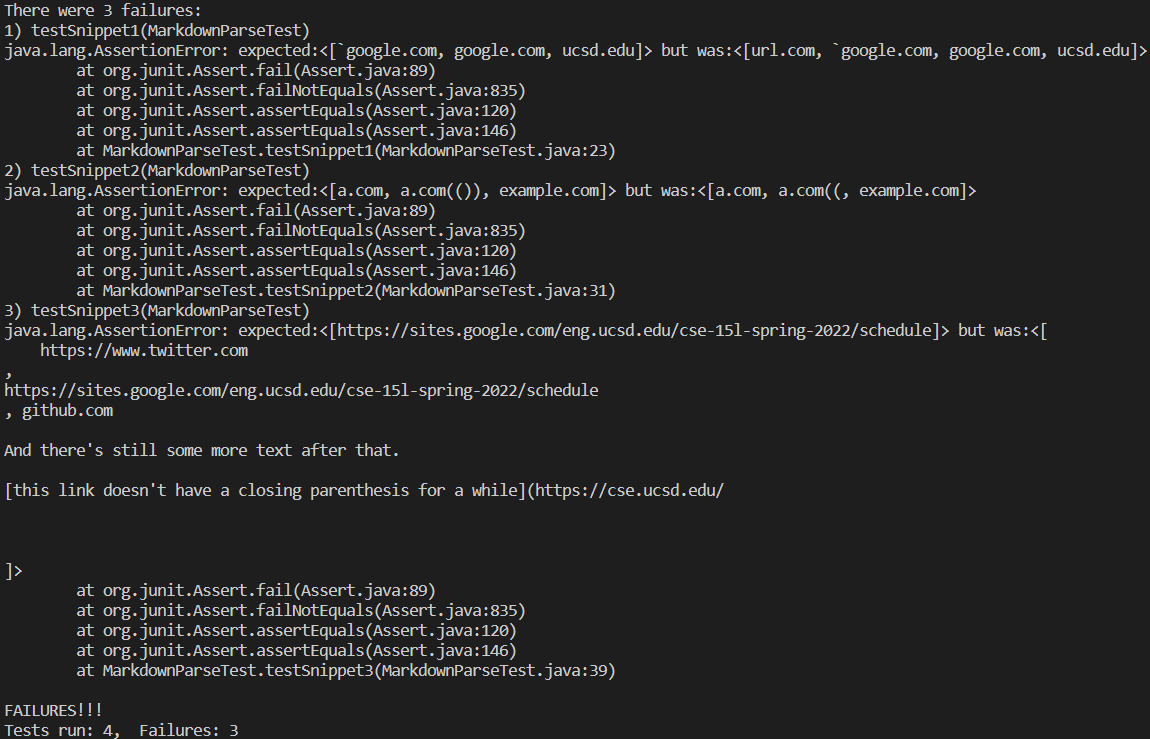 There were 3 failures:
1) testSnippet1(MarkdownParseTest)
java.lang.AssertionError: expected:<[`google.com, google.com, ucsd.edu]> but was:<[url.com, `google.com, google.com, ucsd.edu]>
        at org.junit.Assert.fail(Assert.java:89)
        at org.junit.Assert.failNotEquals(Assert.java:835)
        at org.junit.Assert.assertEquals(Assert.java:120)
        at org.junit.Assert.assertEquals(Assert.java:146)
        at MarkdownParseTest.testSnippet1(MarkdownParseTest.java:23)
2) testSnippet2(MarkdownParseTest)
java.lang.AssertionError: expected:<[a.com, a.com(()), example.com]> but was:<[a.com, a.com((, example.com]>
        at org.junit.Assert.fail(Assert.java:89)
        at org.junit.Assert.failNotEquals(Assert.java:835)
        at org.junit.Assert.assertEquals(Assert.java:120)
        at org.junit.Assert.assertEquals(Assert.java:146)
        at MarkdownParseTest.testSnippet2(MarkdownParseTest.java:31)
3) testSnippet3(MarkdownParseTest)
java.lang.AssertionError: expected:<[https://sites.google.com/eng.ucsd.edu/cse-15l-spring-2022/schedule]> but was:<[
    https://www.twitter.com
,
https://sites.google.com/eng.ucsd.edu/cse-15l-spring-2022/schedule
, github.com

And there's still some more text after that.

[this link doesn't have a closing parenthesis for a while](https://cse.ucsd.edu/



]>
        at org.junit.Assert.fail(Assert.java:89)
        at org.junit.Assert.failNotEquals(Assert.java:835)
        at org.junit.Assert.assertEquals(Assert.java:120)
        at org.junit.Assert.assertEquals(Assert.java:146)
        at MarkdownParseTest.testSnippet3(MarkdownParseTest.java:39)

FAILURES!!!
Tests run: 4,  Failures: 3